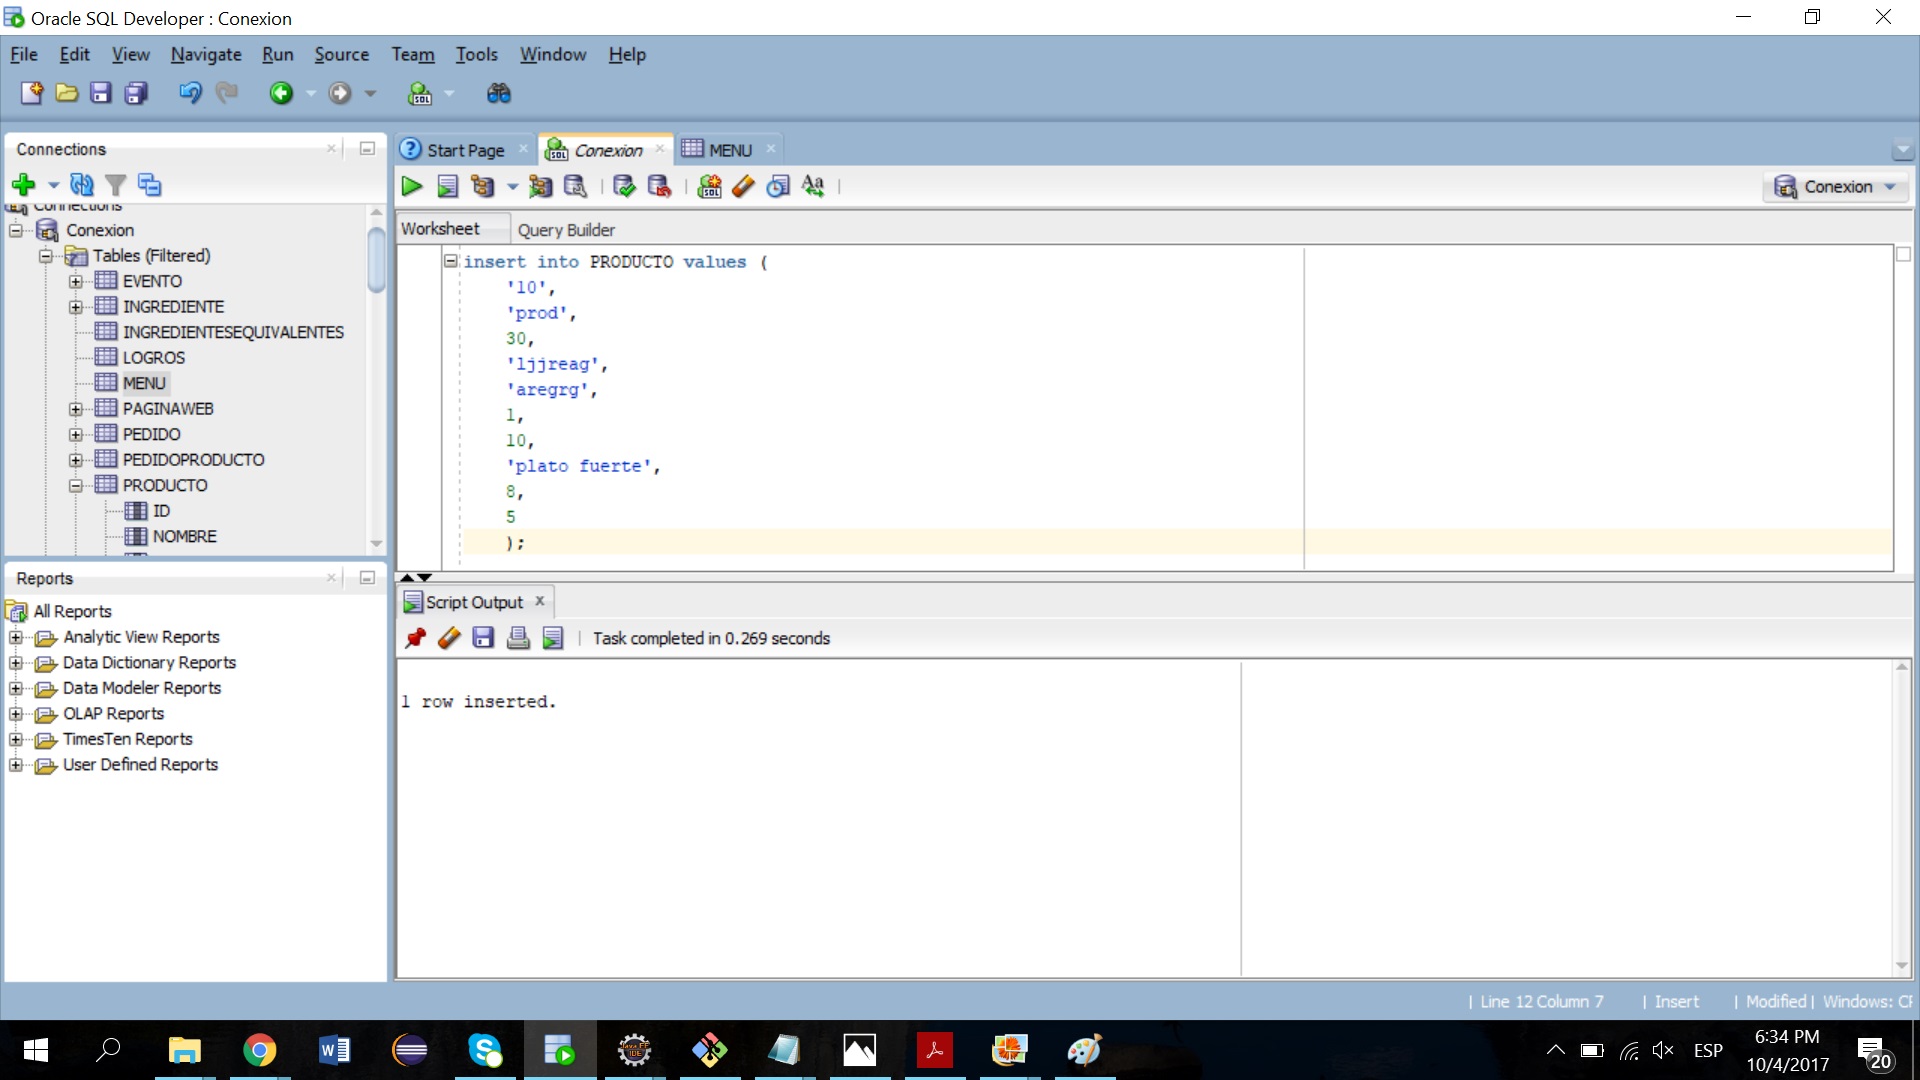 Oracle SQL Developer : Conexion
File Edit View Navigate Run Source Team Tools Window Help
Connections
Start Page
Conexion
MENU
Conexion
Connections
Conexion
Tables (Filtered)
EVENTO
INGREDIENTE
INGREDIENTESEQUIVALENTES
LOGROS
MENU
PAGINAWEB
PEDIDO
PEDIDOPRODUCTO
PRODUCTO
ID
NOMBRE
Worksheet Query Builder
insert into PRODUCTO values (
'10',
'prod',
30,
'ljjreag',
'aregrg',
1,
10,
'plato fuerte',
8,
5
);
Reports
All Reports
Analytic View Reports
Data Dictionary Reports
Data Modeler Reports
OLAP Reports
TimesTen Reports
User Defined Reports
Script Output
Task completed in 0.269 seconds
1 row inserted.
| Line 12 Column 7 | Insert | Modified | Windows: CF
ESP
6:34 PM
10/4/2017
20